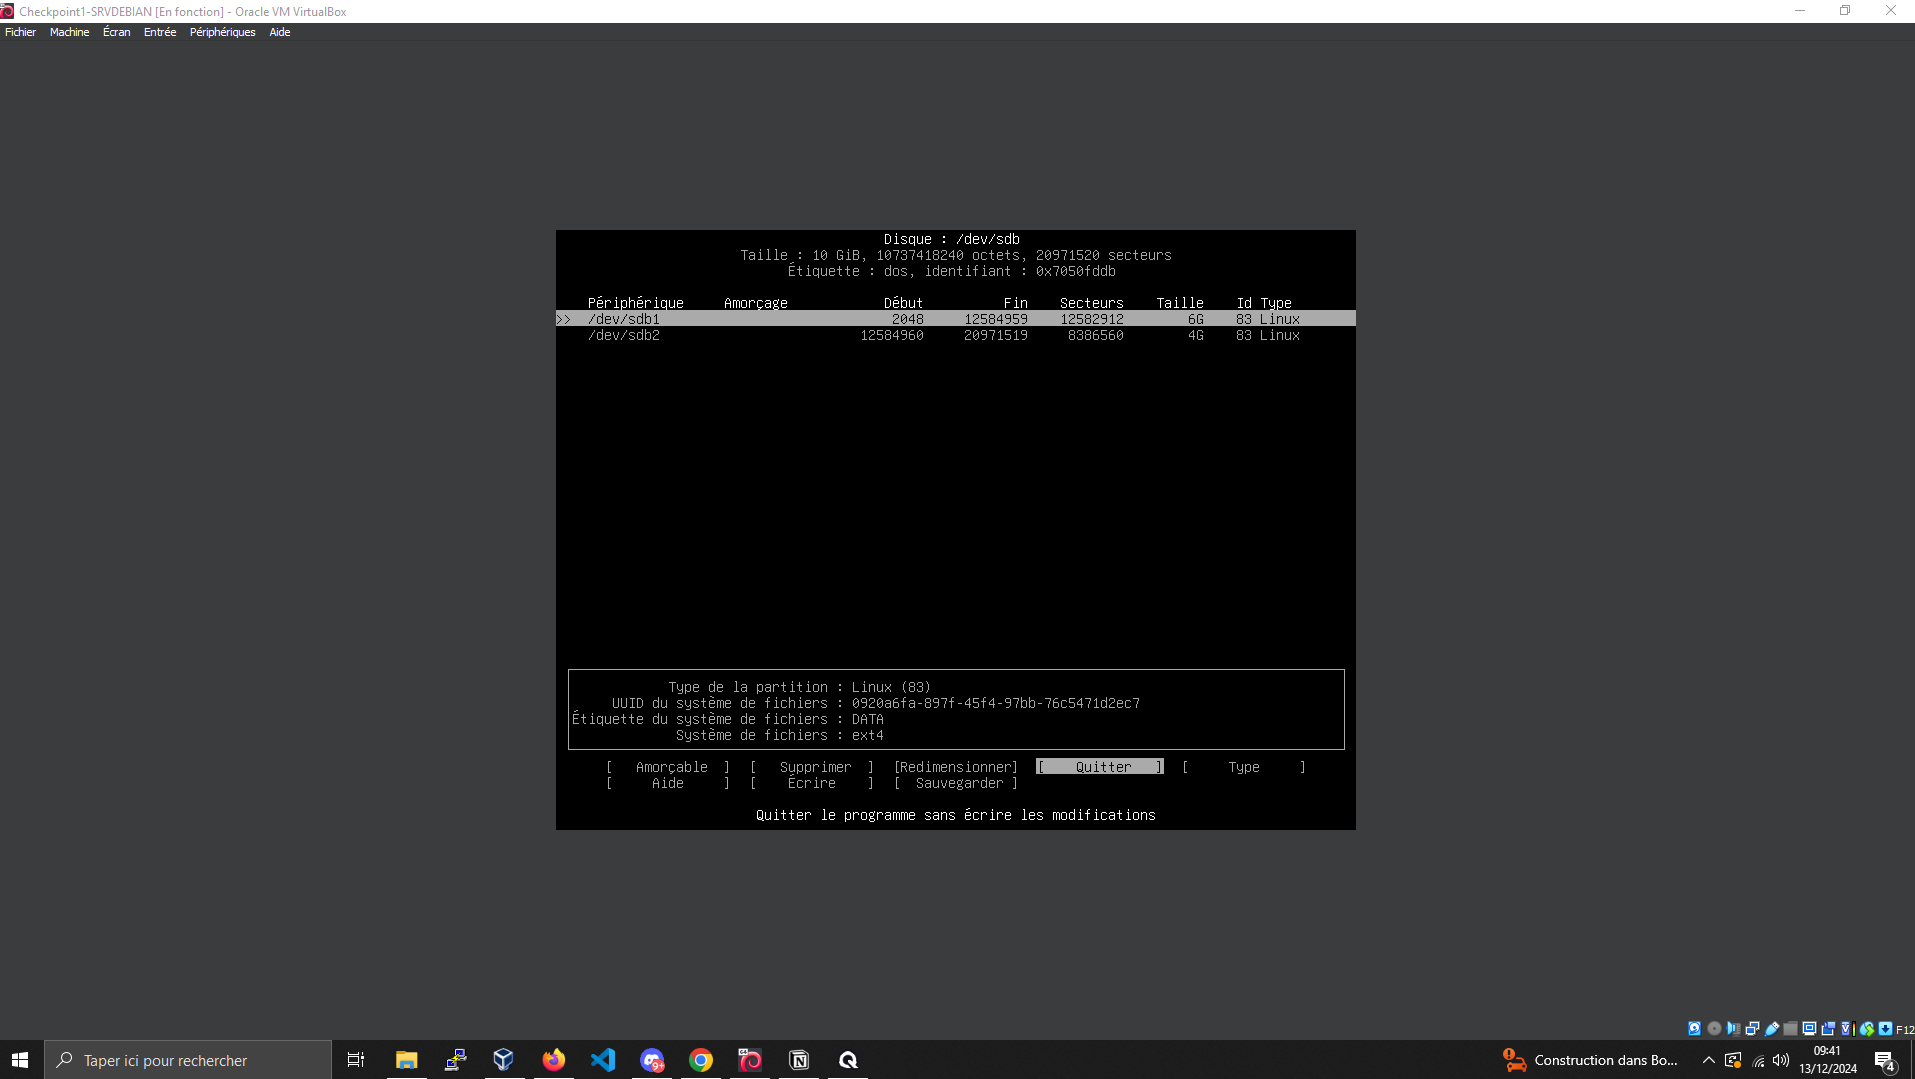 Checkpoint1-SRVDEBIAN [En fonction] - Oracle VM VirtualBox
Fichier Machine Écran Entrée Périphériques Aide
Disque : /dev/sdb
Taille : 10 GiB, 10737418240 octets, 20971520 secteurs
Étiquette : dos, identifiant : 0x7050fddb
Périphérique Amorçage Début Fin Secteurs Taille Id Type
>> /dev/sdb1 2048 12584959 12582912 6G 83 Linux
/dev/sdb2 12584960 20971519 8386560 4G 83 Linux
Type de la partition : Linux (83)
UUID du système de fichiers : 0920a6fa-897f-45f4-97bb-76c5471d2ec7
Étiquette du système de fichiers : DATA
Système de fichiers : ext4
[ Amorçable ] [ Supprimer ] [Redimensionner] [ Quitter ] [ Type ]
[ Aide ] [ Écrire ] [ Sauvegarder ]
Quitter le programme sans écrire les modifications
F12
Taper ici pour rechercher
9+
Construction dans Bo...
09:41
13/12/2024
4